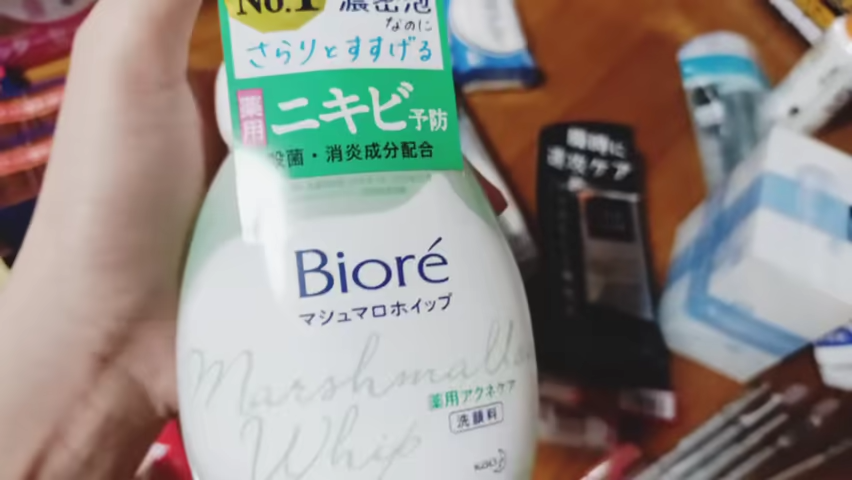 No.1 濃密泡
なのに
さらりとすすげる
薬用
ニキビ予防
殺菌・消炎成分配合
Bioré
マシュマロホイップ
Marshmallow
Whip
薬用アクネケア
洗顔料
Kao
瞬時に
速攻ケア